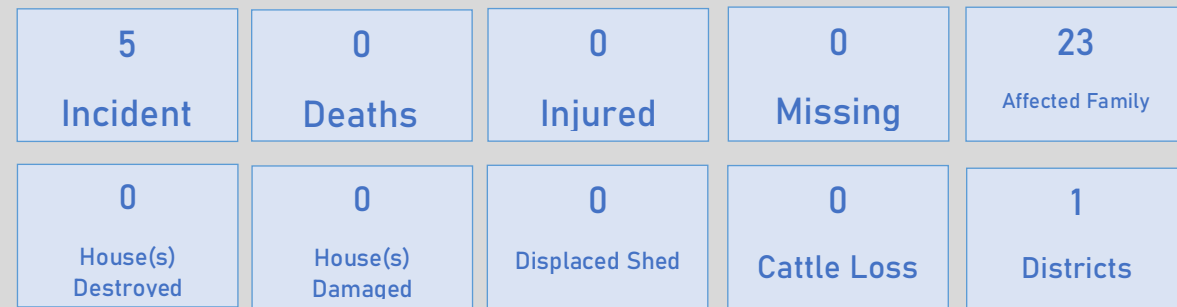 5
Incident
0
Deaths
0
Injured
0
Missing
23
Affected Family
0
House(s)
Destroyed
0
House(s)
Damaged
0
Displaced Shed
0
Cattle Loss
1
Districts